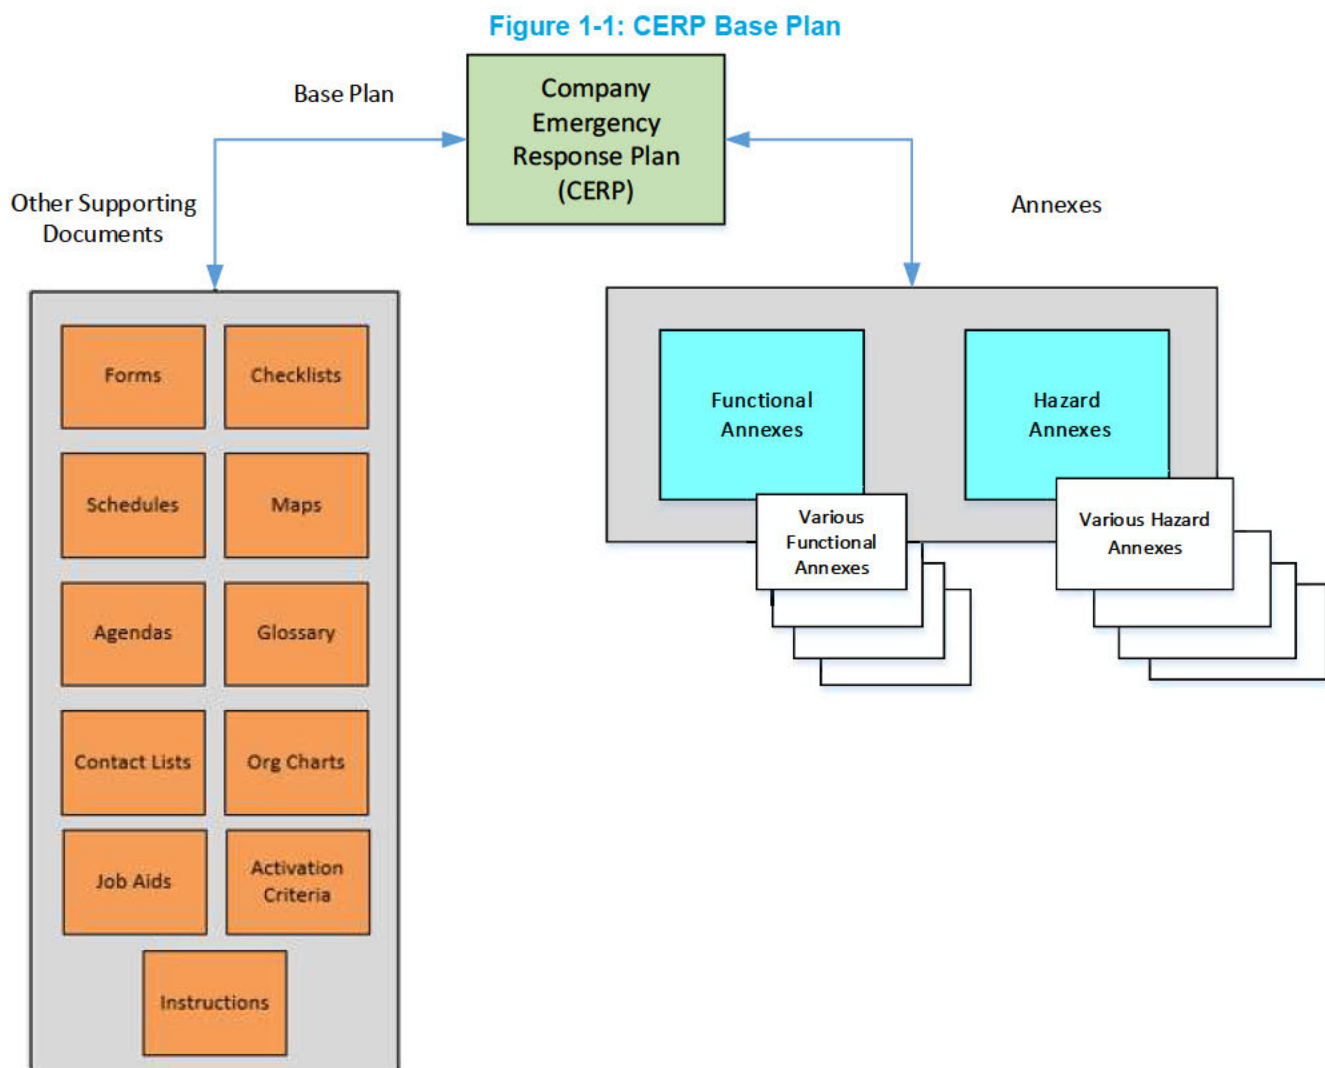 Figure 1-1: CERP Base Plan
Base Plan
Company
Emergency
Response Plan
(CERP)
Other Supporting
Documents
Annexes
Forms
Checklists
Schedules
Maps
Agendas
Glossary
Contact Lists
Org Charts
Job Aids
Activation
Criteria
Instructions
Functional
Annexes
Hazard
Annexes
Various
Functional
Annexes
Various Hazard
Annexes